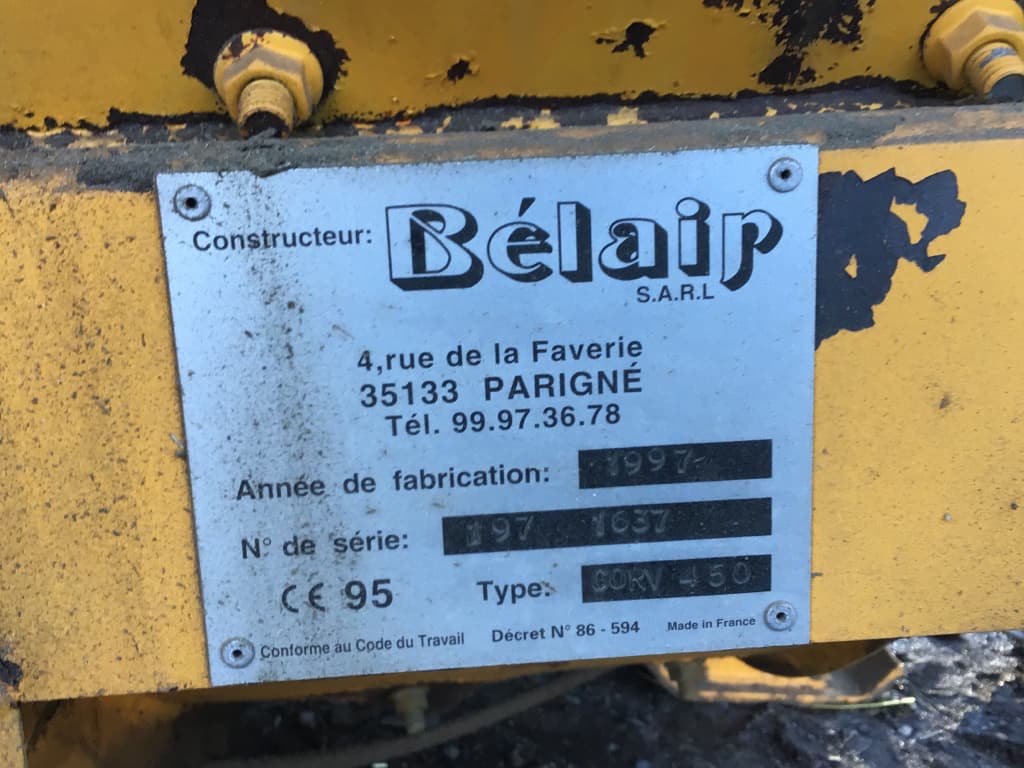 Constructeur: Bélair
S.A.R.L
4,rue de la Faverie
35133 PARIGNÉ
Tél. 99.97.36.78
Année de fabrication: 1997
N° de série: 197 1637
CE 95 Type: CORV 450
Conforme au Code du Travail Décret N° 86 - 594 Made in France